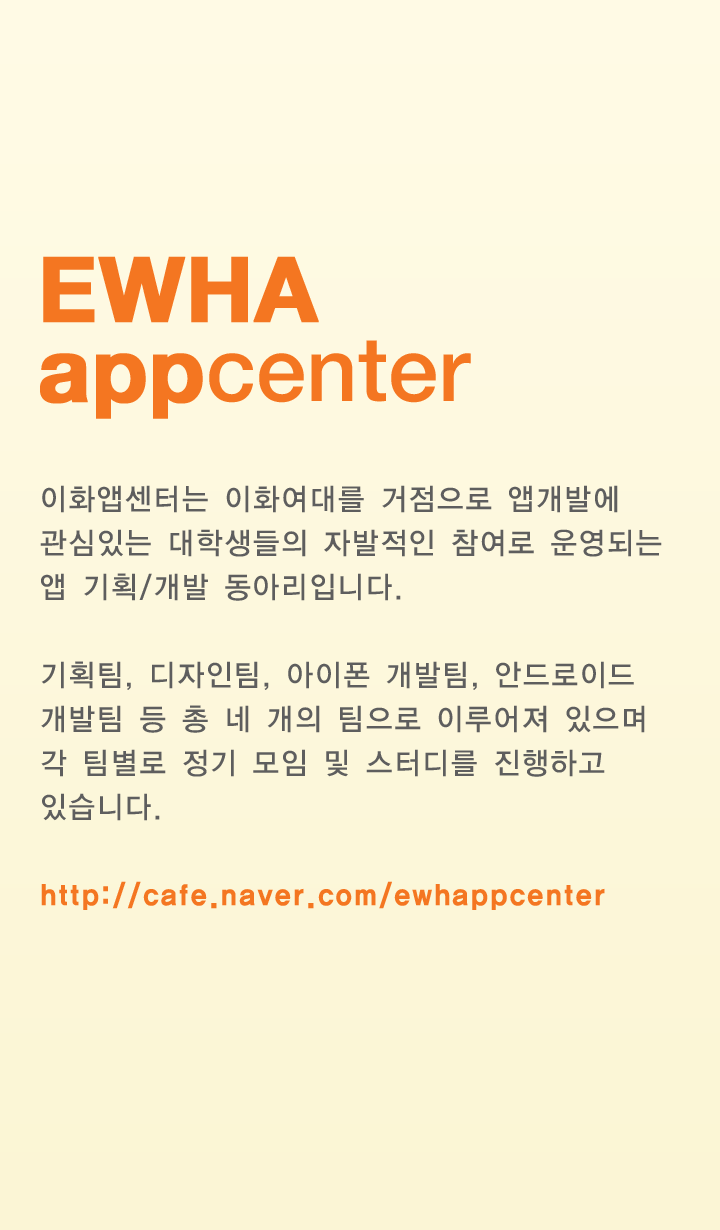 EWHA
appcenter
이화앱센터는 이화여대를 거점으로 앱개발에
관심있는 대학생들의 자발적인 참여로 운영되는
앱 기획/개발 동아리입니다.
기획팀, 디자인팀, 아이폰 개발팀, 안드로이드
개발팀 등 총 네 개의 팀으로 이루어져 있으며
각 팀별로 정기 모임 및 스터디를 진행하고
있습니다.
http://cafe.naver.com/ewhappcenter